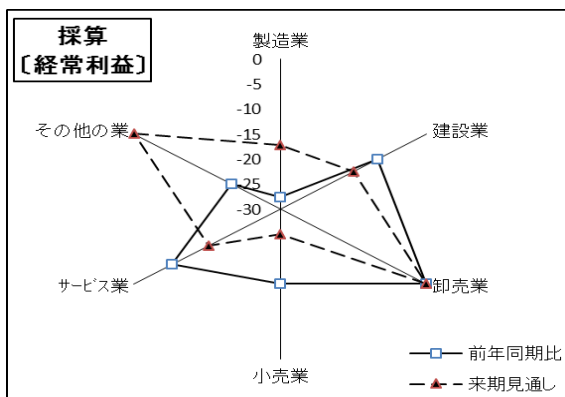 採算
〔経常利益〕
製造業
0
-5
-10
-15
-20
-25
-30
その他の業
建設業
サービス業
卸売業
小売業
前年同期比
来期見通し